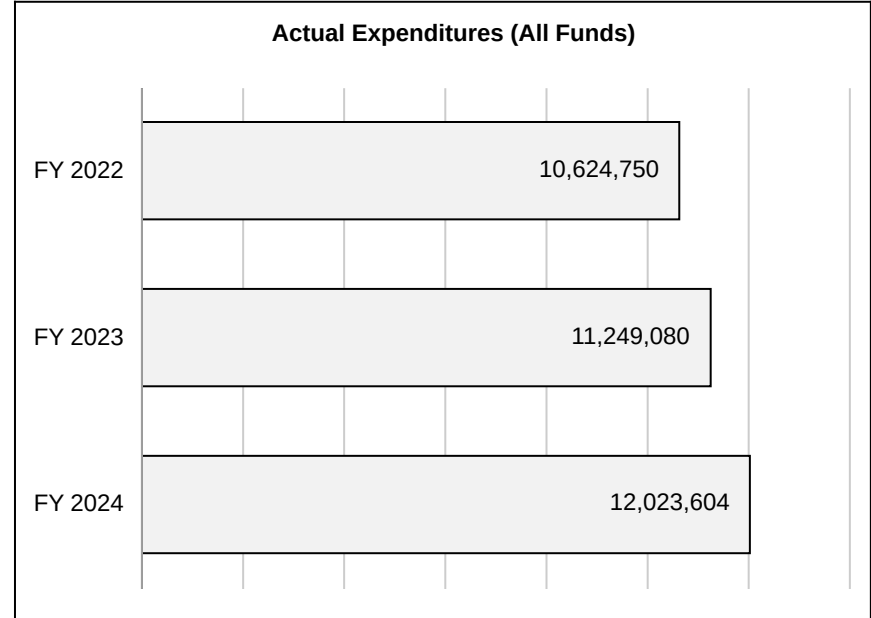 Actual Expenditures (All Funds)
FY 2022 10,624,750
FY 2023 11,249,080
FY 2024 12,023,604